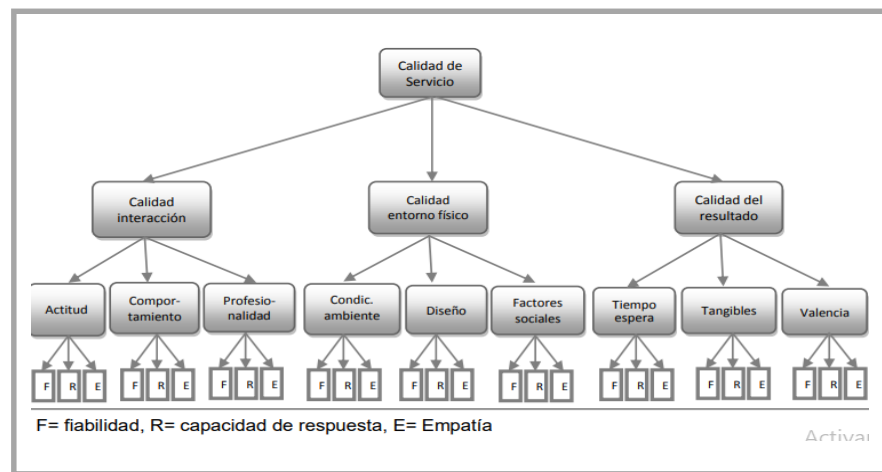 Calidad de
Servicio
Calidad
interacción
Calidad
entorno físico
Calidad del
resultado
Actitud
Compor-
tamiento
Profesio-
nalidad
Condic.
ambiente
Diseño
Factores
sociales
Tiempo
espera
Tangibles
Valencia
F R E
F R E
F R E
F R E
F R E
F R E
F R E
F R E
F R E
F= fiabilidad, R= capacidad de respuesta, E= Empatía